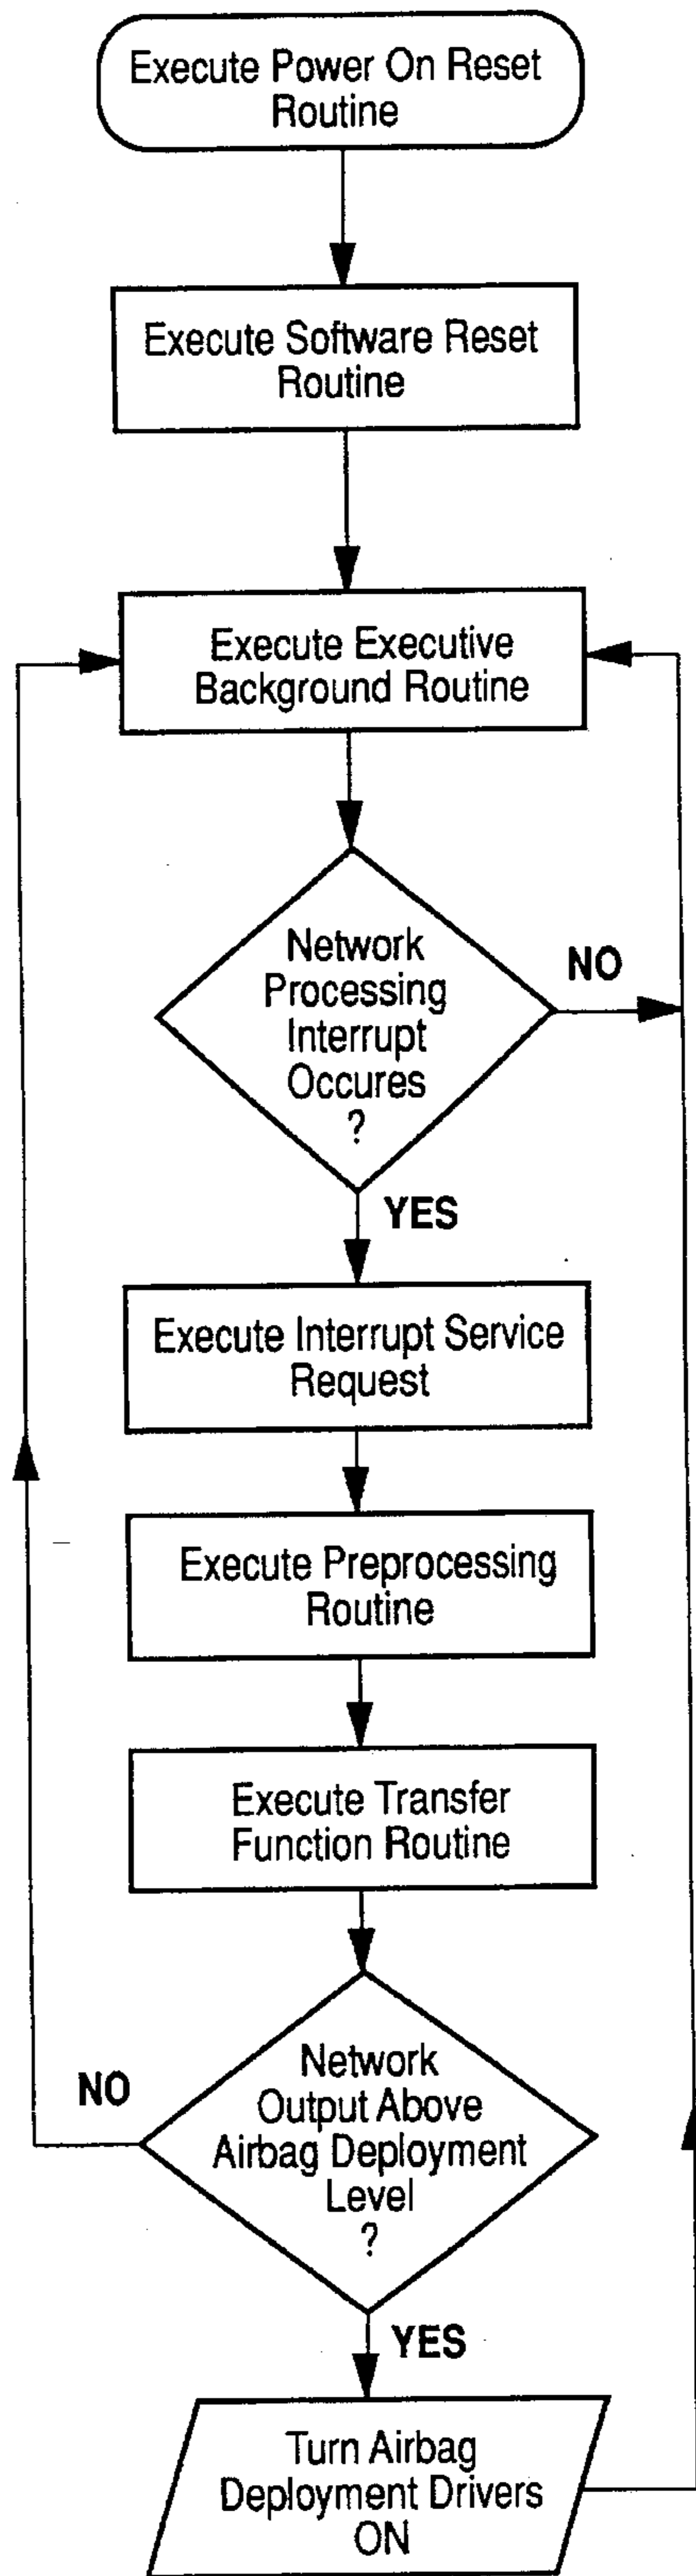 Execute Power On Reset
Routine
Execute Software Reset
Routine
Execute Executive
Background Routine
Network
Processing
Interrupt
Occures
?
NO
YES
Execute Interrupt Service
Request
Execute Preprocessing
Routine
Execute Transfer
Function Routine
Network
Output Above
Airbag Deployment
Level
?
NO
YES
Turn Airbag
Deployment Drivers
ON